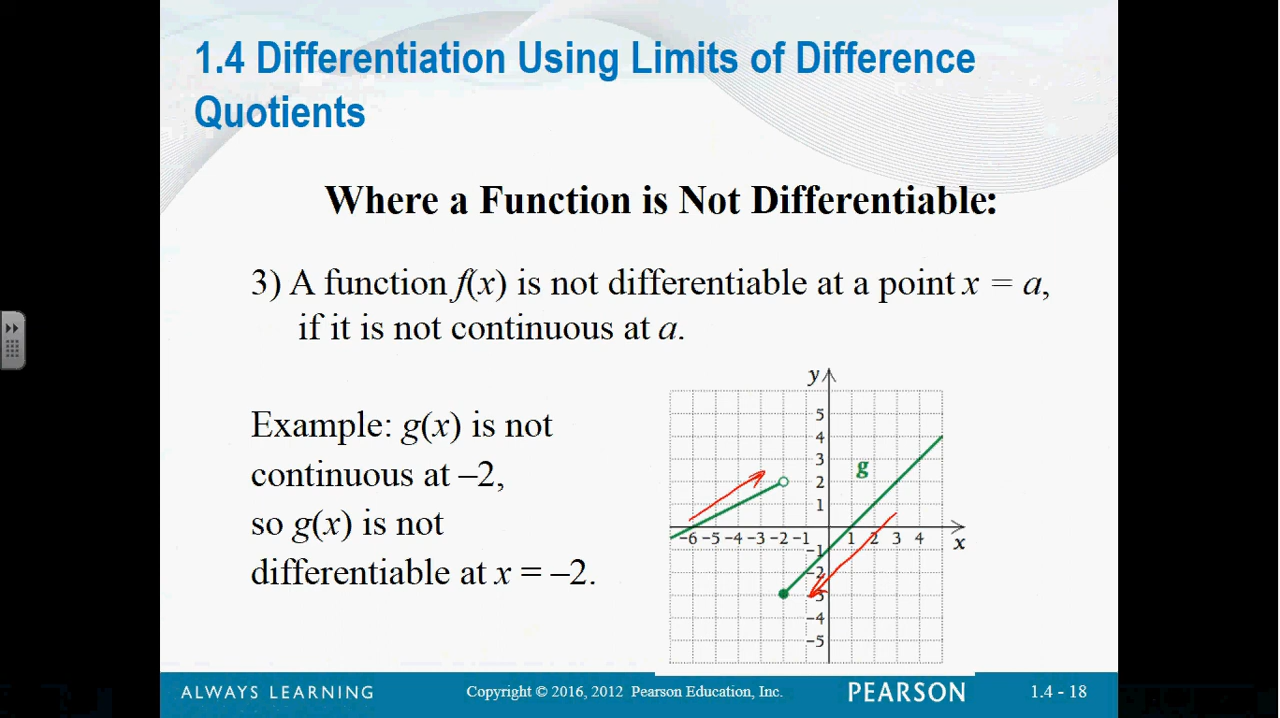 1.4 Differentiation Using Limits of Difference
Quotients
Where a Function is Not Differentiable:
3) A function f(x) is not differentiable at a point x = a,
if it is not continuous at a.
Example: g(x) is not
continuous at –2,
so g(x) is not
differentiable at x = –2.
y
5
4
3
2
1
g
–6 –5 –4 –3 –2 –1 1 2 3 4
x
–1
–2
–3
–4
–5
ALWAYS LEARNING
Copyright © 2016, 2012 Pearson Education, Inc.
PEARSON
1.4 - 18